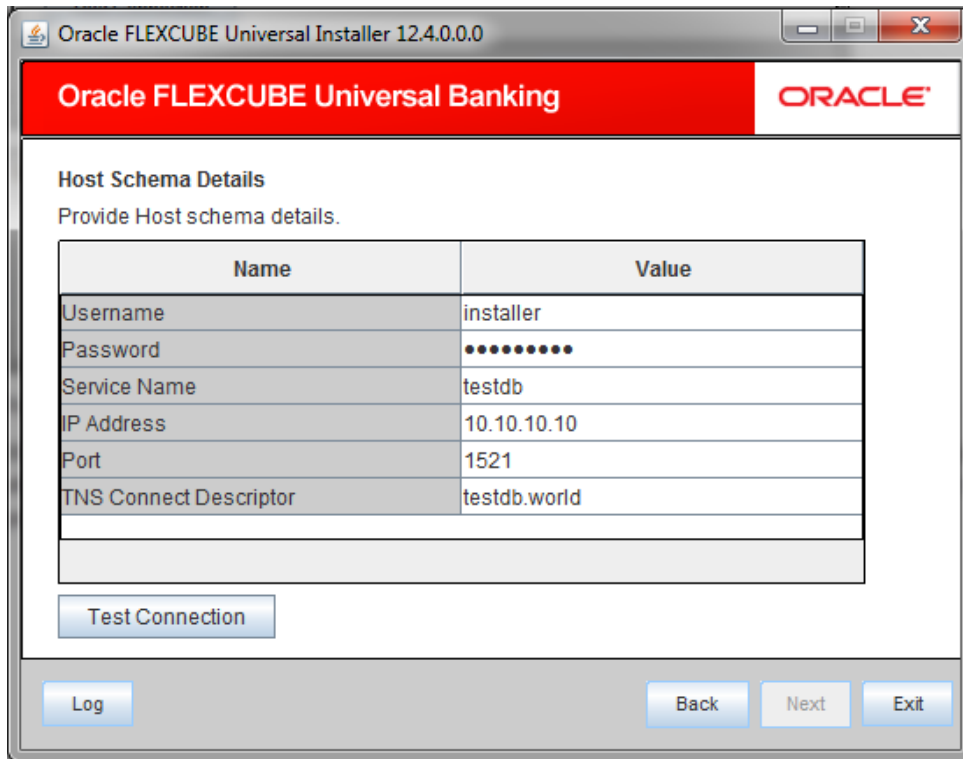 Oracle FLEXCUBE Universal Installer 12.4.0.0.0
Oracle FLEXCUBE Universal Banking
ORACLE
Host Schema Details
Provide Host schema details.
Name Value
Username installer
Password •••••••••
Service Name testdb
IP Address 10.10.10.10
Port 1521
TNS Connect Descriptor testdb.world
Test Connection
Log Back Next Exit